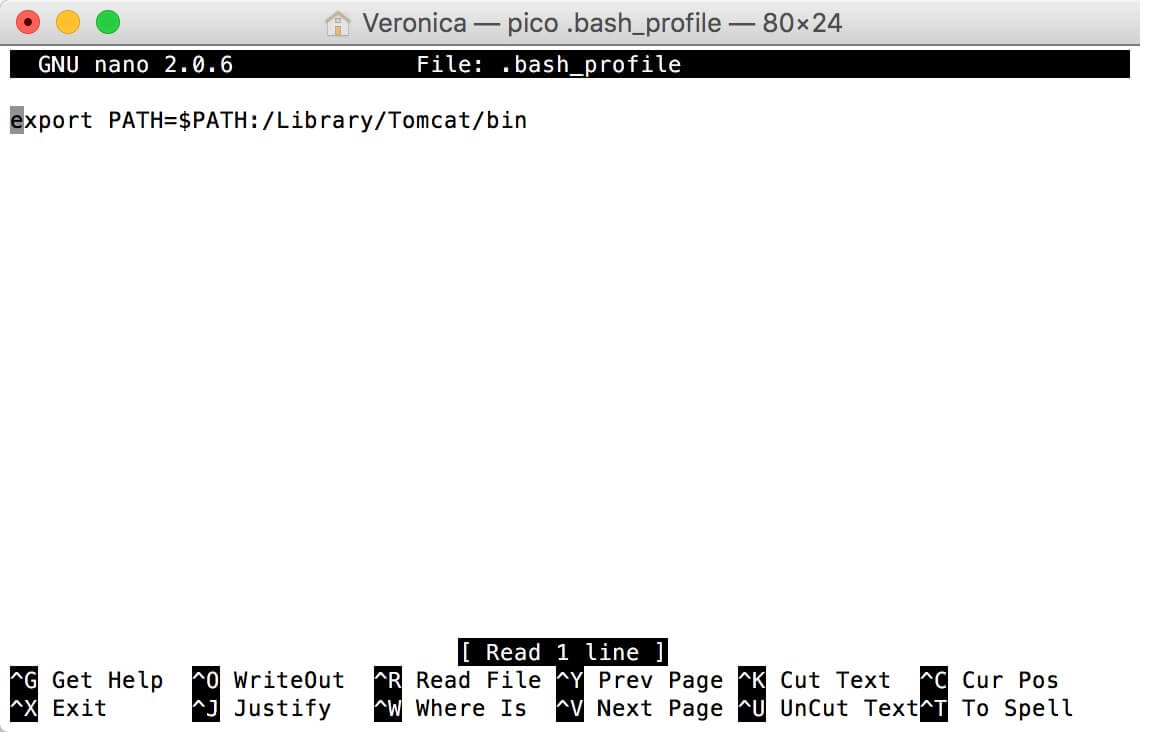 Veronica — pico .bash_profile — 80×24
GNU nano 2.0.6 File: .bash_profile
export PATH=$PATH:/Library/Tomcat/bin
[ Read 1 line ]
^G Get Help ^O WriteOut ^R Read File ^Y Prev Page ^K Cut Text ^C Cur Pos
^X Exit ^J Justify ^W Where Is ^V Next Page ^U UnCut Text^T To Spell